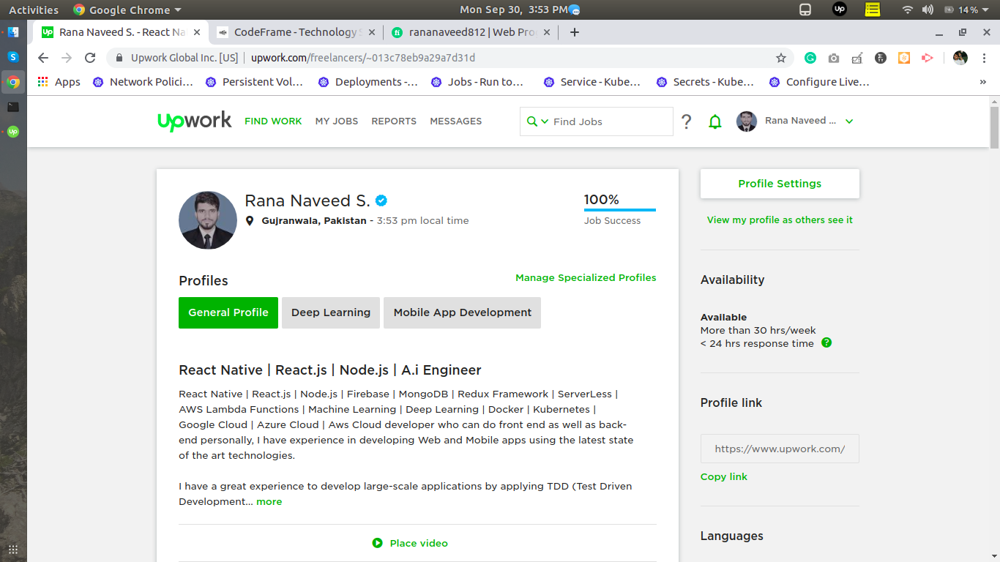 Activities Google Chrome Mon Sep 30, 3:53 PM Up 14%
Up Rana Naveed S. - React Na CodeFrame - Technology S fi rananaveed812 | Web Pro
Upwork Global Inc. [US] upwork.com/freelancers/~013c78eb9a29a7d31d
Apps Network Polici... Persistent Vol... Deployments -... Jobs - Run to... Service - Kube... Secrets - Kube... Configure Live... »
upwork FIND WORK MY JOBS REPORTS MESSAGES Find Jobs ? Rana Naveed ...
Rana Naveed S.
Gujranwala, Pakistan - 3:53 pm local time
100%
Job Success
Profiles
Manage Specialized Profiles
General Profile Deep Learning Mobile App Development
React Native | React.js | Node.js | A.i Engineer
React Native | React.js | Node.js | Firebase | MongoDB | Redux Framework | ServerLess |
AWS Lambda Functions | Machine Learning | Deep Learning | Docker | Kubernetes |
Google Cloud | Azure Cloud | Aws Cloud developer who can do front end as well as back-
end personally, I have experience in developing Web and Mobile apps using the latest state
of the art technologies.
I have a great experience to develop large-scale applications by applying TDD (Test Driven
Development... more
Place video
Profile Settings
View my profile as others see it
Availability
Available
More than 30 hrs/week
< 24 hrs response time ?
Profile link
https://www.upwork.com/
Copy link
Languages